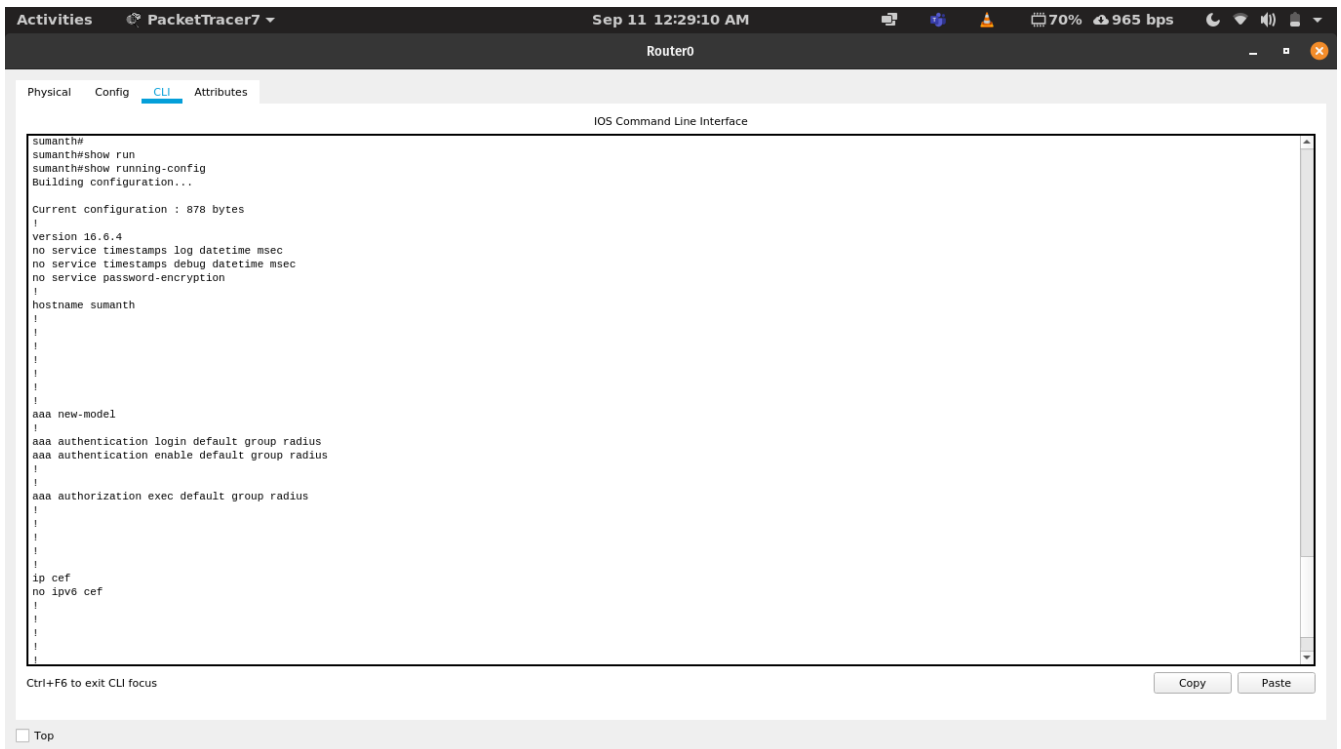 Activities PacketTracer7 Sep 11 12:29:10 AM 70% 965 bps
Router0
Physical Config CLI Attributes
IOS Command Line Interface
sumanth#
sumanth#show run
sumanth#show running-config
Building configuration...
Current configuration : 878 bytes
!
version 16.6.4
no service timestamps log datetime msec
no service timestamps debug datetime msec
no service password-encryption
!
hostname sumanth
!
!
!
!
!
!
!
aaa new-model
!
aaa authentication login default group radius
aaa authentication enable default group radius
!
!
aaa authorization exec default group radius
!
!
!
!
!
ip cef
no ipv6 cef
!
!
!
!
!
Ctrl+F6 to exit CLI focus Copy Paste
Top